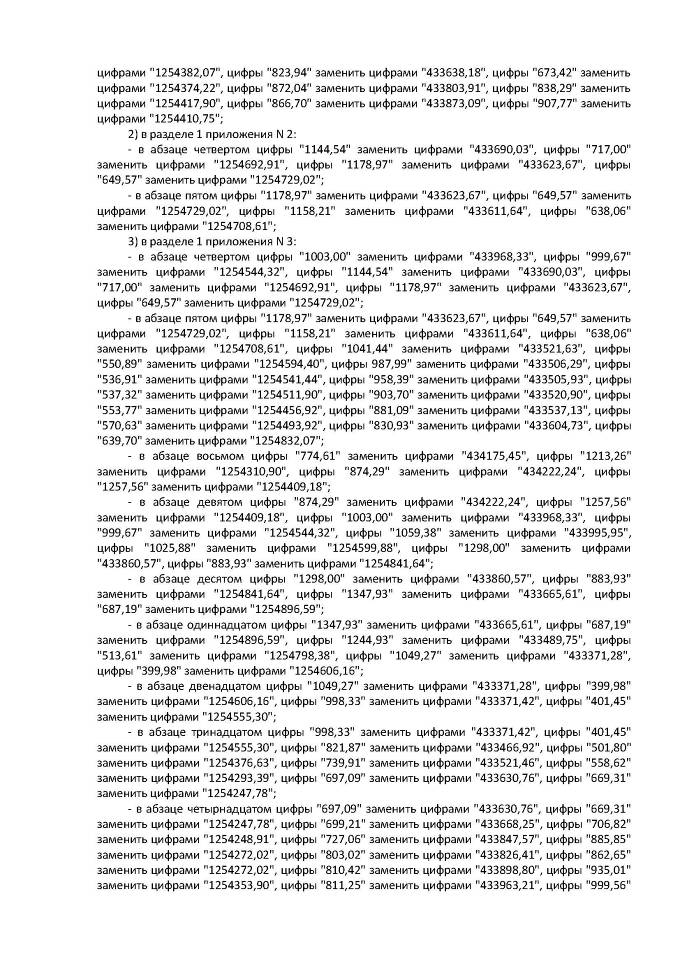 цифрами "1254382,07", цифры "823,94" заменить цифрами "433638,18", цифры "673,42" заменить
цифрами "1254374,22", цифры "872,04" заменить цифрами "433803,91", цифры "838,29" заменить
цифрами "1254417,90", цифры "866,70" заменить цифрами "433873,09", цифры "907,77" заменить
цифрами "1254410,75";
2) в разделе 1 приложения N 2:
- в абзаце четвертом цифры "1144,54" заменить цифрами "433690,03", цифры "717,00"
заменить цифрами "1254692,91", цифры "1178,97" заменить цифрами "433623,67", цифры
"649,57" заменить цифрами "1254729,02";
- в абзаце пятом цифры "1178,97" заменить цифрами "433623,67", цифры "649,57" заменить
цифрами "1254729,02", цифры "1158,21" заменить цифрами "433611,64", цифры "638,06"
заменить цифрами "1254708,61";
3) в разделе 1 приложения N 3:
- в абзаце четвертом цифры "1003,00" заменить цифрами "433968,33", цифры "999,67"
заменить цифрами "1254544,32", цифры "1144,54" заменить цифрами "433690,03", цифры
"717,00" заменить цифрами "1254692,91", цифры "1178,97" заменить цифрами "433623,67",
цифры "649,57" заменить цифрами "1254729,02";
- в абзаце пятом цифры "1178,97" заменить цифрами "433623,67", цифры "649,57" заменить
цифрами "1254729,02", цифры "1158,21" заменить цифрами "433611,64", цифры "638,06"
заменить цифрами "1254708,61", цифры "1041,44" заменить цифрами "433521,63", цифры
"550,89" заменить цифрами "1254594,40", цифры 987,99" заменить цифрами "433506,29", цифры
"536,91" заменить цифрами "1254541,44", цифры "958,39" заменить цифрами "433505,93", цифры
"537,32" заменить цифрами "1254511,90", цифры "903,70" заменить цифрами "433520,90", цифры
"553,77" заменить цифрами "1254456,92", цифры "881,09" заменить цифрами "433537,13", цифры
"570,63" заменить цифрами "1254493,92", цифры "830,93" заменить цифрами "433604,73", цифры
"639,70" заменить цифрами "1254832,07";
- в абзаце восьмом цифры "774,61" заменить цифрами "434175,45", цифры "1213,26"
заменить цифрами "1254310,90", цифры "874,29" заменить цифрами "434222,24", цифры
"1257,56" заменить цифрами "1254409,18";
- в абзаце девятом цифры "874,29" заменить цифрами "434222,24", цифры "1257,56"
заменить цифрами "1254409,18", цифры "1003,00" заменить цифрами "433968,33", цифры
"999,67" заменить цифрами "1254544,32", цифры "1059,38" заменить цифрами "433995,95",
цифры "1025,88" заменить цифрами "1254599,88", цифры "1298,00" заменить цифрами
"433860,57", цифры "883,93" заменить цифрами "1254841,64";
- в абзаце десятом цифры "1298,00" заменить цифрами "433860,57", цифры "883,93"
заменить цифрами "1254841,64", цифры "1347,93" заменить цифрами "433665,61", цифры
"687,19" заменить цифрами "1254896,59";
- в абзаце одиннадцатом цифры "1347,93" заменить цифрами "433665,61", цифры "687,19"
заменить цифрами "1254896,59", цифры "1244,93" заменить цифрами "433489,75", цифры
"513,61" заменить цифрами "1254798,38", цифры "1049,27" заменить цифрами "433371,28",
цифры "399,98" заменить цифрами "1254606,16";
- в абзаце двенадцатом цифры "1049,27" заменить цифрами "433371,28", цифры "399,98"
заменить цифрами "1254606,16", цифры "998,33" заменить цифрами "433371,42", цифры "401,45"
заменить цифрами "1254555,30";
- в абзаце тринадцатом цифры "998,33" заменить цифрами "433371,42", цифры "401,45"
заменить цифрами "1254555,30", цифры "821,87" заменить цифрами "433466,92", цифры "501,80"
заменить цифрами "1254376,63", цифры "739,91" заменить цифрами "433521,46", цифры "558,62"
заменить цифрами "1254293,39", цифры "697,09" заменить цифрами "433630,76", цифры "669,31"
заменить цифрами "1254247,78";
- в абзаце четырнадцатом цифры "697,09" заменить цифрами "433630,76", цифры "669,31"
заменить цифрами "1254247,78", цифры "699,21" заменить цифрами "433668,25", цифры "706,82"
заменить цифрами "1254248,91", цифры "727,06" заменить цифрами "433847,57", цифры "885,85"
заменить цифрами "1254272,02", цифры "803,02" заменить цифрами "433826,41", цифры "862,65"
заменить цифрами "1254272,02", цифры "810,42" заменить цифрами "433898,80", цифры "935,01"
заменить цифрами "1254353,90", цифры "811,25" заменить цифрами "433963,21", цифры "999,56"